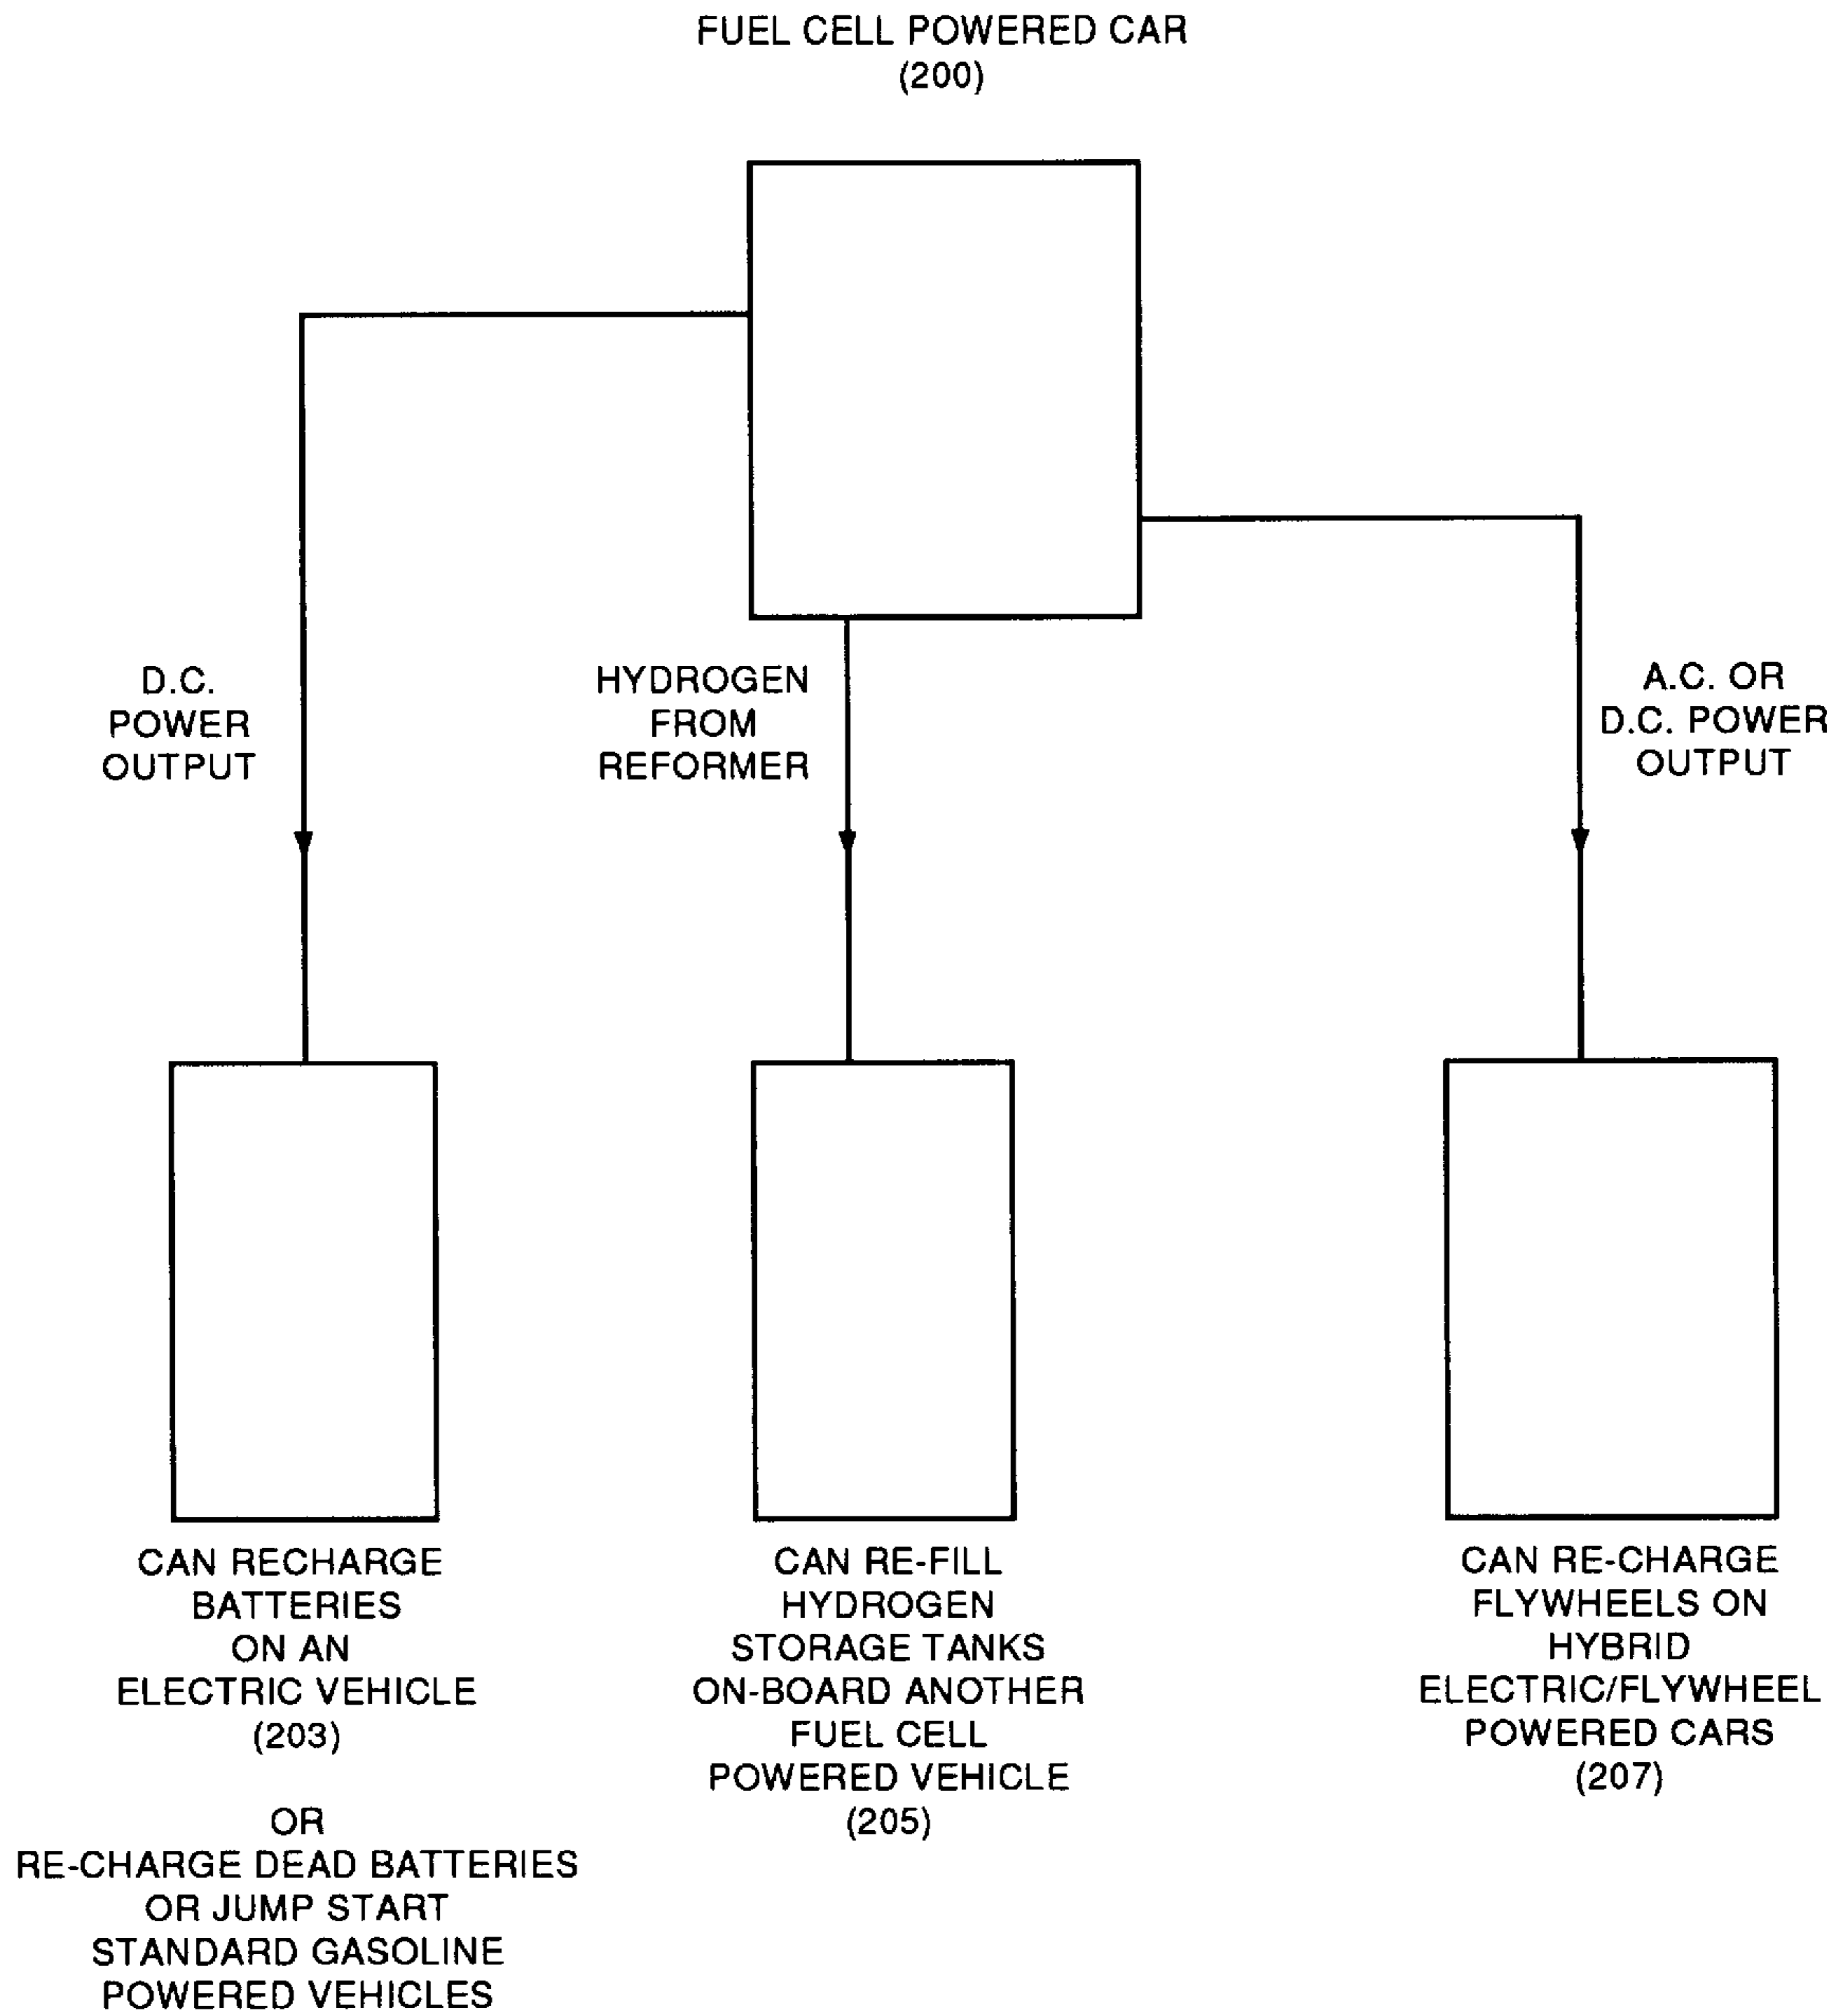 FUEL CELL POWERED CAR
(200)
D.C.
POWER
OUTPUT
HYDROGEN
FROM
REFORMER
A.C. OR
D.C. POWER
OUTPUT
CAN RECHARGE
BATTERIES
ON AN
ELECTRIC VEHICLE
(203)
OR
RE-CHARGE DEAD BATTERIES
OR JUMP START
STANDARD GASOLINE
POWERED VEHICLES
CAN RE-FILL
HYDROGEN
STORAGE TANKS
ON-BOARD ANOTHER
FUEL CELL
POWERED VEHICLE
(205)
CAN RE-CHARGE
FLYWHEELS ON
HYBRID
ELECTRIC/FLYWHEEL
POWERED CARS
(207)